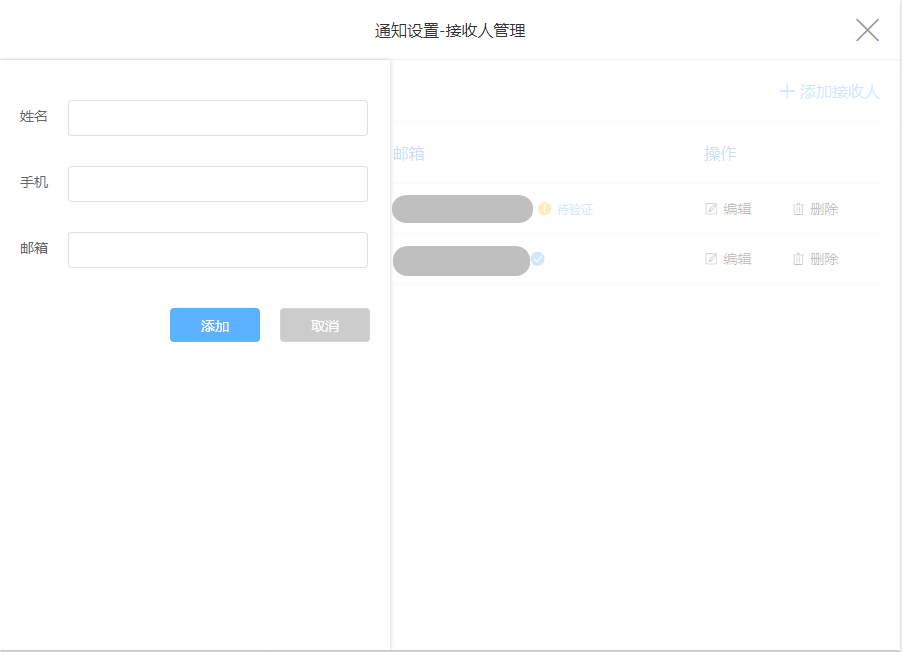 通知设置-接收人管理
姓名
手机
邮箱
添加 取消
添加接收人
邮箱 操作
待验证 编辑 删除
编辑 删除